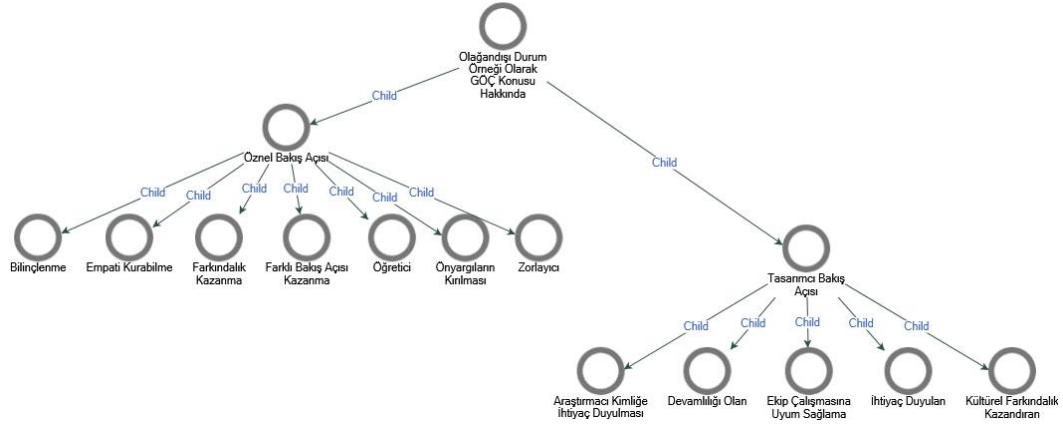 Olağandışı Durum
Örneği Olarak
GÖÇ Konusu
Hakkında
Child
Child
Öznel Bakış Açısı
Child
Child
Child
Child
Child
Child
Child
Bilinçlenme
Empati Kurabilme
Farkındalık
Kazanma
Farklı Bakış Açısı
Kazanma
Öğretici
Önyargıların
Kırılması
Zorlayıcı
Tasarımcı Bakış
Açısı
Child
Child
Child
Child
Child
Araştırmacı Kimliğe
İhtiyaç Duyulması
Devamlılığı Olan
Ekip Çalışmasına
Uyum Sağlama
İhtiyaç Duyulan
Kültürel Farkındalık
Kazandıran